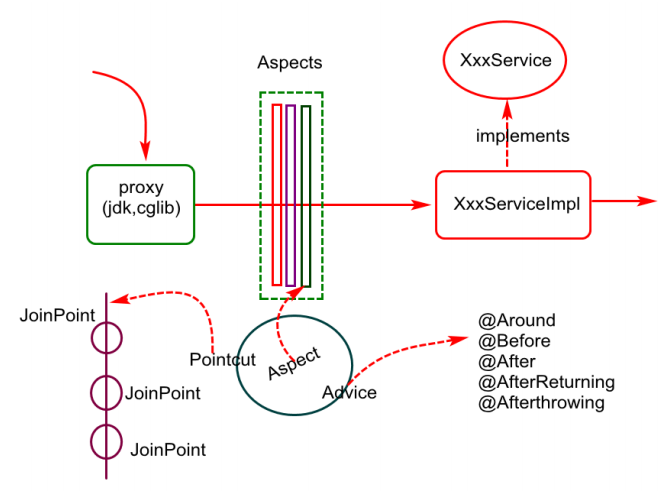 Aspects
XxxService
implements
proxy
(jdk,cglib)
XxxServiceImpl
JoinPoint
Pointcut
Aspect
Advice
JoinPoint
JoinPoint
@Around
@Before
@After
@AfterReturning
@Afterthrowing